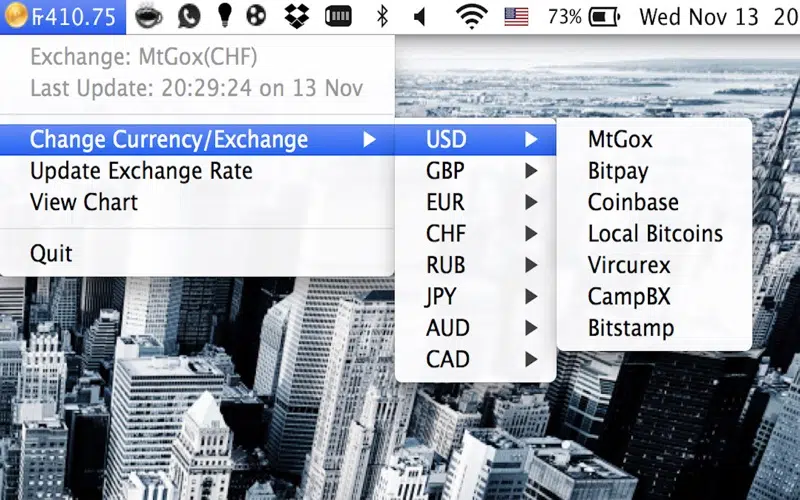 ₣410.75
73%
Wed Nov 13 20
Exchange: MtGox(CHF)
Last Update: 20:29:24 on 13 Nov
Change Currency/Exchange
Update Exchange Rate
View Chart
Quit
USD
GBP
EUR
CHF
RUB
JPY
AUD
CAD
MtGox
Bitpay
Coinbase
Local Bitcoins
Vircurex
CampBX
Bitstamp